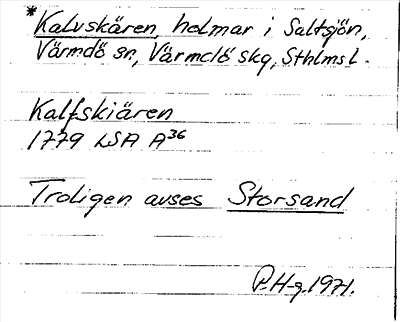 *Kalvskären, holmar i Saltsjön,
Värmdö sn, Värmdö skg, Sthlms l.
Kalfskiären
1779 LSA A36
Troligen avses Storsand
P.H-g. 1971.